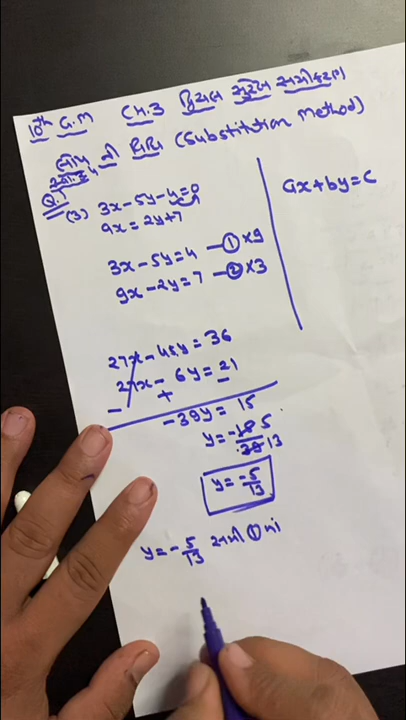 10th G.M CH.3 દ્વિચલ સુરેખ સમીકરણ
લોપ ની રીત (Substitution Method)
Q.1
(3) 3x-5y-4=0
9x=2y+7
3x-5y=4 —① ×9
9x-2y=7 —② ×3
27x-45y=36
27x-6y=21
- + -
-39y=15
y=-15/39 5/13
y=-5/13
y=-5/13 સમી ① માં
ax+by=c